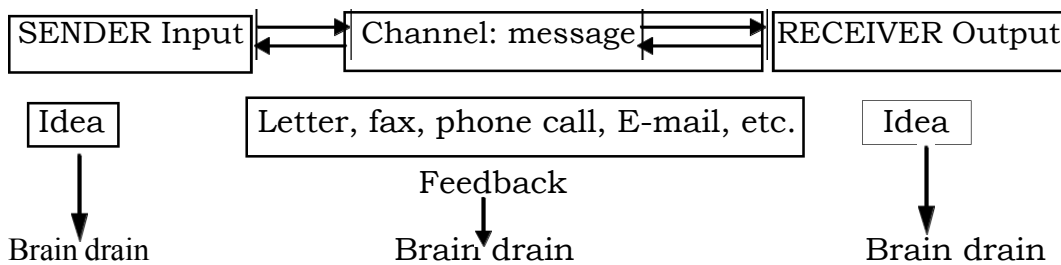 SENDER Input Channel: message RECEIVER Output
Idea Letter, fax, phone call, E-mail, etc. Idea
Feedback
Brain drain Brain drain Brain drain